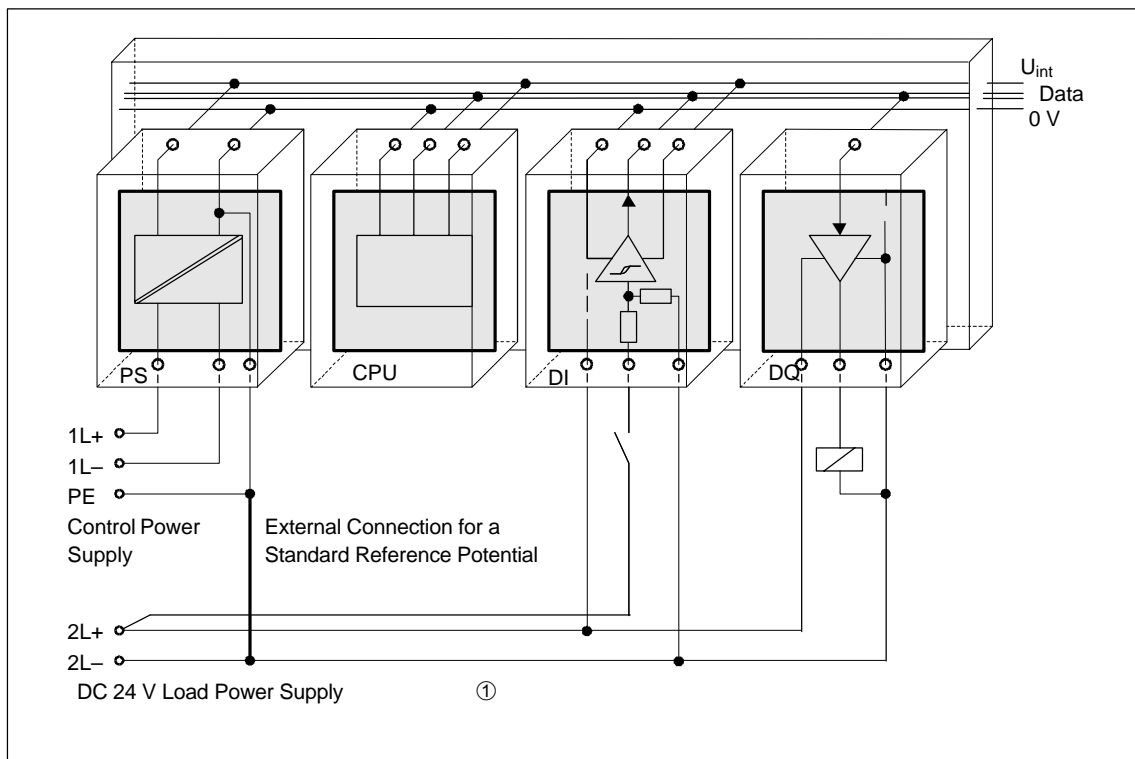 U_int
Data
0 V
PS
CPU
DI
DQ
1L+
1L–
PE
Control Power
Supply
External Connection for a
Standard Reference Potential
2L+
2L–
DC 24 V Load Power Supply ①